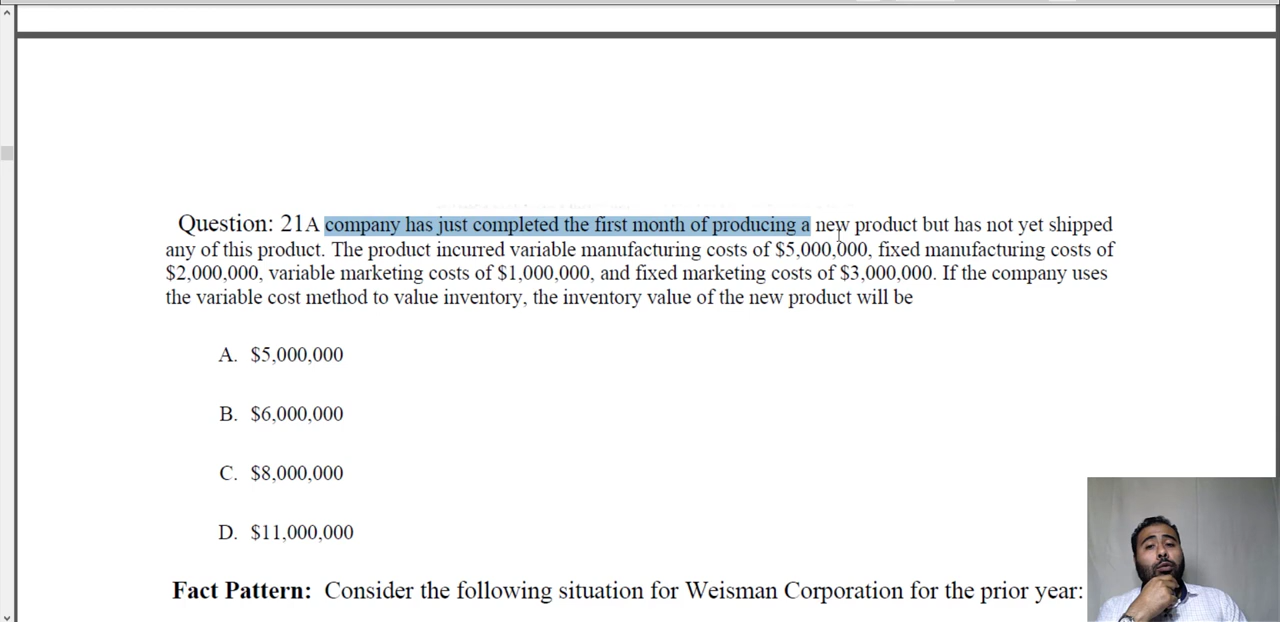 Question: 21A company has just completed the first month of producing a new product but has not yet shipped
any of this product. The product incurred variable manufacturing costs of $5,000,000, fixed manufacturing costs of
$2,000,000, variable marketing costs of $1,000,000, and fixed marketing costs of $3,000,000. If the company uses
the variable cost method to value inventory, the inventory value of the new product will be
A. $5,000,000
B. $6,000,000
C. $8,000,000
D. $11,000,000
Fact Pattern: Consider the following situation for Weisman Corporation for the prior year: